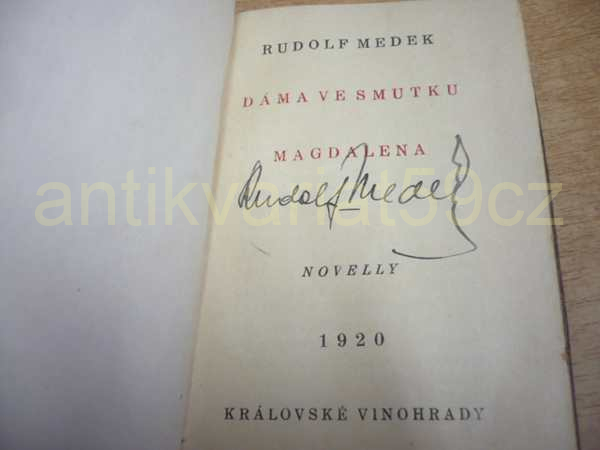 RUDOLF MEDEK
DÁMA VE SMUTKU
MAGDALENA
Rudolf Medek
antikvariat59cz
NOVELLY
1920
KRÁLOVSKÉ VINOHRADY